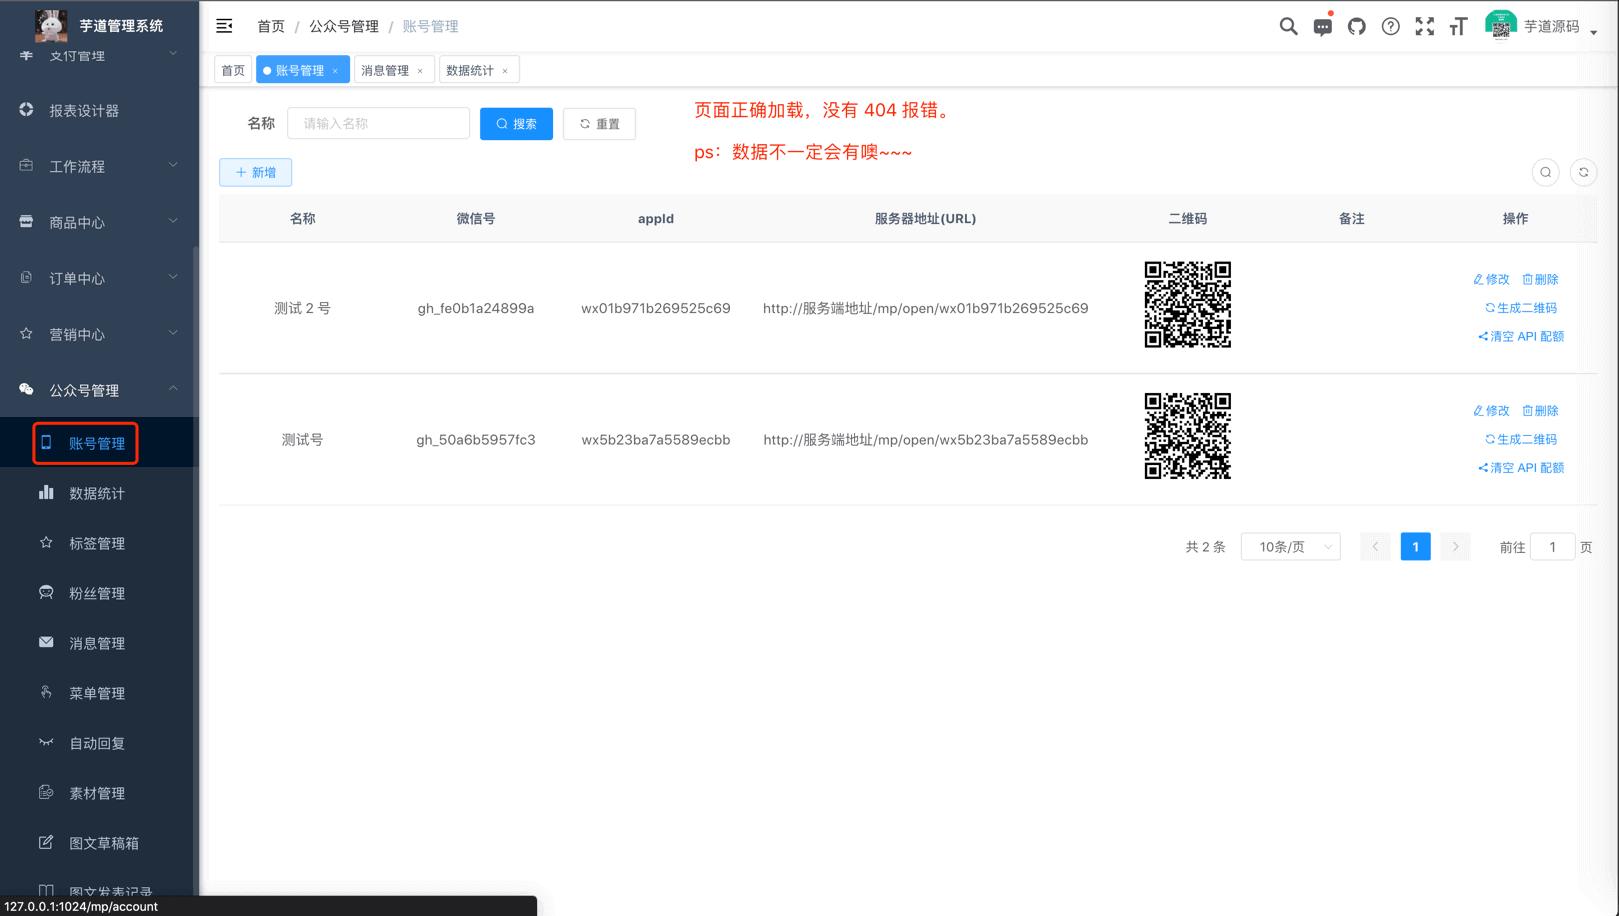 芋道管理系统
支付管理
报表设计器
工作流程
商品中心
订单中心
营销中心
公众号管理
账号管理
数据统计
标签管理
粉丝管理
消息管理
菜单管理
自动回复
素材管理
图文草稿箱
图文发表记录
127.0.0.1:1024/mp/account
首页 / 公众号管理 / 账号管理
芋道源码
首页 账号管理 × 消息管理 × 数据统计 ×
名称 请输入名称 搜索 重置
页面正确加载，没有 404 报错。
ps：数据不一定会有噢~~~
+ 新增
名称 微信号 appId 服务器地址(URL) 二维码 备注 操作
测试 2 号 gh_fe0b1a24899a wx01b971b269525c69 http://服务端地址/mp/open/wx01b971b269525c69
修改 删除
生成二维码
清空 API 配额
测试号 gh_50a6b5957fc3 wx5b23ba7a5589ecbb http://服务端地址/mp/open/wx5b23ba7a5589ecbb
修改 删除
生成二维码
清空 API 配额
共 2 条 10条/页 < 1 > 前往 1 页